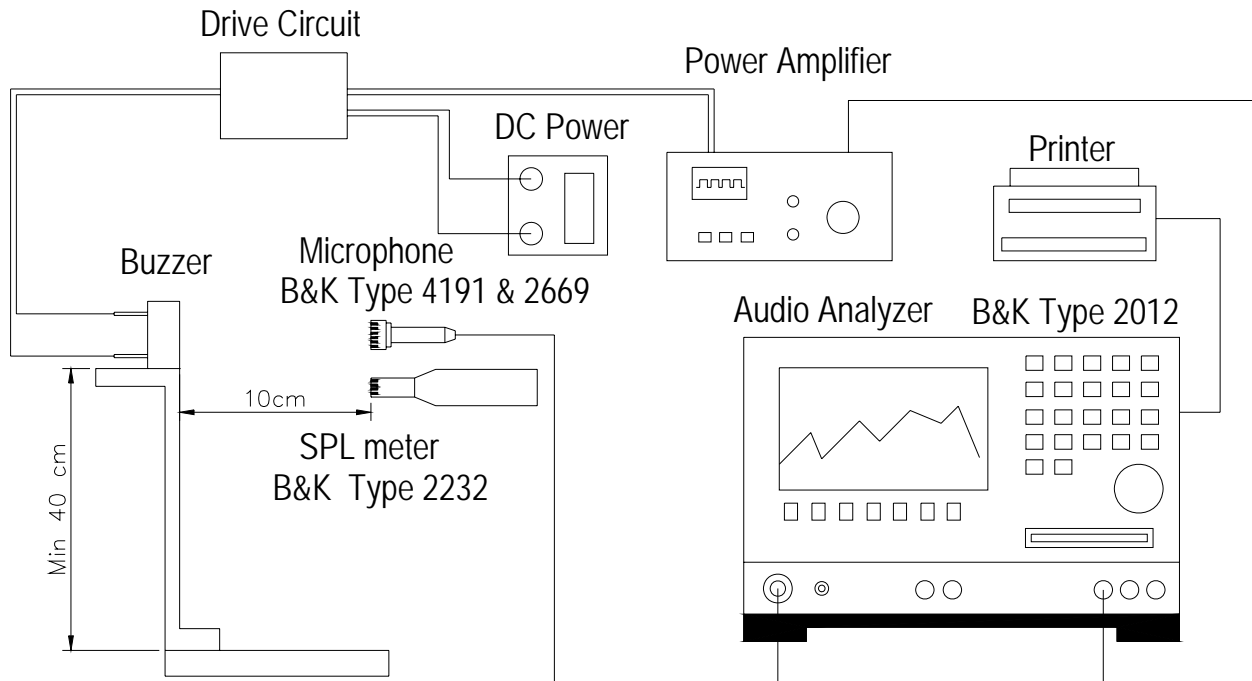 Drive Circuit
Power Amplifier
DC Power
Printer
Buzzer
Microphone
B&K Type 4191 & 2669
Audio Analyzer
B&K Type 2012
10cm
SPL meter
B&K Type 2232
Min 40 cm